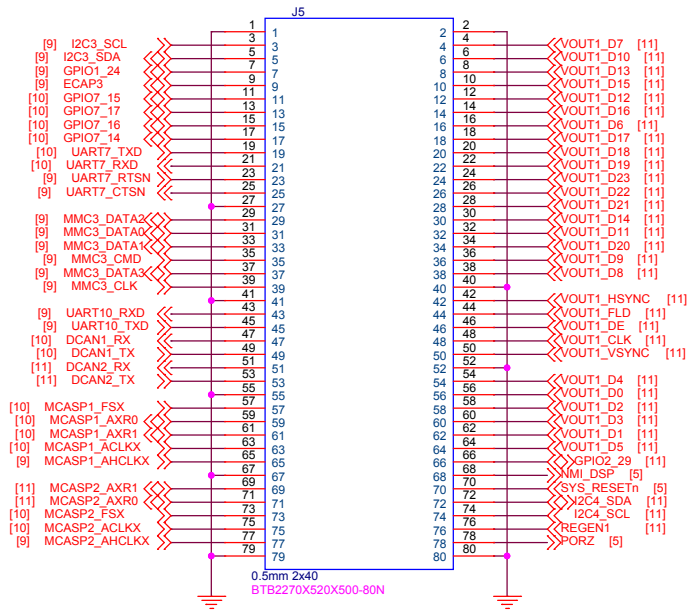 J5
1 1 2 2
[9] I2C3_SCL 3 3 4 4 VOUT1_D7 [11]
[9] I2C3_SDA 5 5 6 6 VOUT1_D10 [11]
[9] GPIO1_24 7 7 8 8 VOUT1_D13 [11]
[9] ECAP3 9 9 10 10 VOUT1_D15 [11]
[10] GPIO7_15 11 11 12 12 VOUT1_D12 [11]
[10] GPIO7_17 13 13 14 14 VOUT1_D16 [11]
[10] GPIO7_16 15 15 16 16 VOUT1_D6 [11]
[10] GPIO7_14 17 17 18 18 VOUT1_D17 [11]
[10] UART7_TXD 19 19 20 20 VOUT1_D18 [11]
[10] UART7_RXD 21 21 22 22 VOUT1_D19 [11]
[9] UART7_RTSN 23 23 24 24 VOUT1_D23 [11]
[9] UART7_CTSN 25 25 26 26 VOUT1_D22 [11]
27 27 28 28 VOUT1_D21 [11]
[9] MMC3_DATA2 29 29 30 30 VOUT1_D14 [11]
[9] MMC3_DATA0 31 31 32 32 VOUT1_D11 [11]
[9] MMC3_DATA1 33 33 34 34 VOUT1_D20 [11]
[9] MMC3_CMD 35 35 36 36 VOUT1_D9 [11]
[9] MMC3_DATA3 37 37 38 38 VOUT1_D8 [11]
[9] MMC3_CLK 39 39 40 40
41 41 42 42 VOUT1_HSYNC [11]
[9] UART10_RXD 43 43 44 44 VOUT1_FLD [11]
[9] UART10_TXD 45 45 46 46 VOUT1_DE [11]
[10] DCAN1_RX 47 47 48 48 VOUT1_CLK [11]
[10] DCAN1_TX 49 49 50 50 VOUT1_VSYNC [11]
[11] DCAN2_RX 51 51 52 52
[11] DCAN2_TX 53 53 54 54 VOUT1_D4 [11]
55 55 56 56 VOUT1_D0 [11]
[10] MCASP1_FSX 57 57 58 58 VOUT1_D2 [11]
[10] MCASP1_AXR0 59 59 60 60 VOUT1_D3 [11]
[10] MCASP1_AXR1 61 61 62 62 VOUT1_D1 [11]
[10] MCASP1_ACLKX 63 63 64 64 VOUT1_D5 [11]
[9] MCASP1_AHCLKX 65 65 66 66 GPIO2_29 [11]
67 67 68 68 NMI_DSP [5]
[11] MCASP2_AXR1 69 69 70 70 SYS_RESETn [5]
[11] MCASP2_AXR0 71 71 72 72 I2C4_SDA [11]
[10] MCASP2_FSX 73 73 74 74 I2C4_SCL [11]
[10] MCASP2_ACLKX 75 75 76 76 REGEN1 [11]
[9] MCASP2_AHCLKX 77 77 78 78 PORZ [5]
79 79 80 80
0.5mm 2x40
BTB2270X520X500-80N